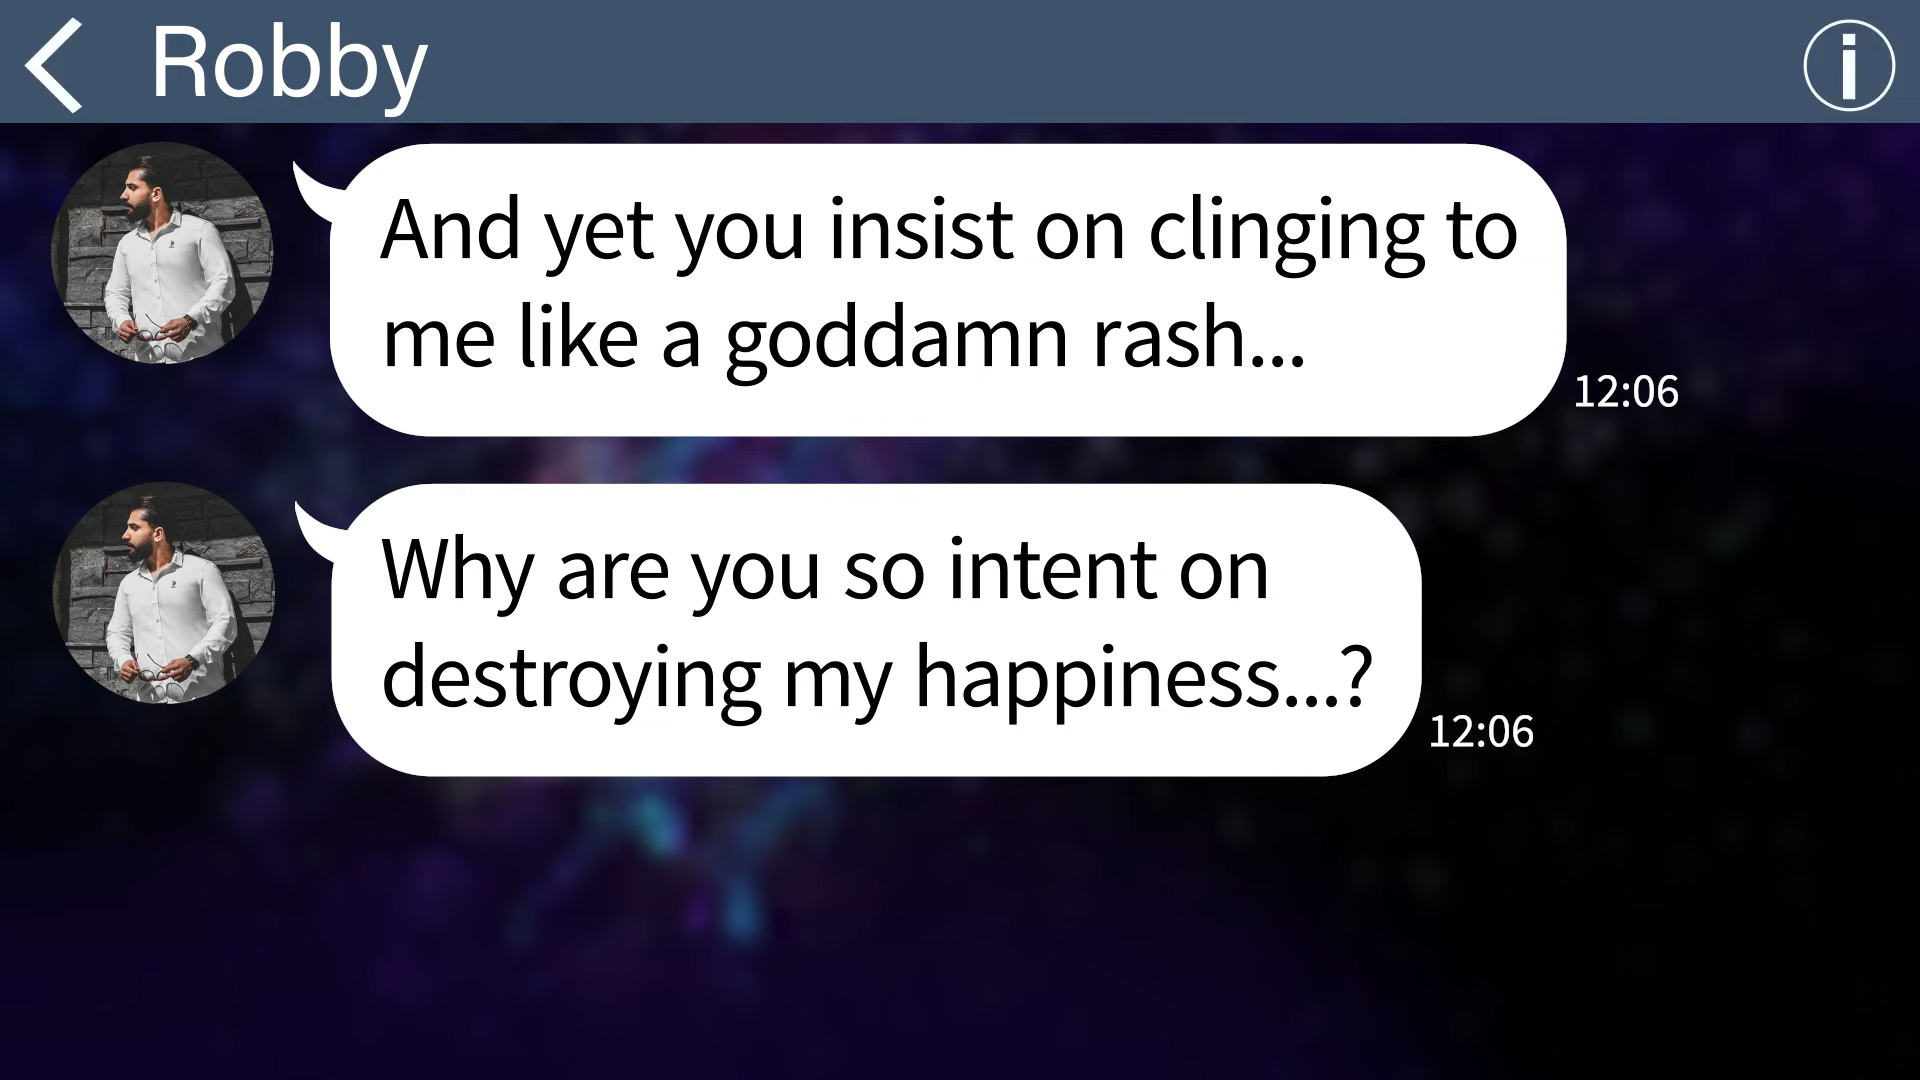 Robby
And yet you insist on clinging to
me like a goddamn rash...
12:06
Why are you so intent on
destroying my happiness...?
12:06